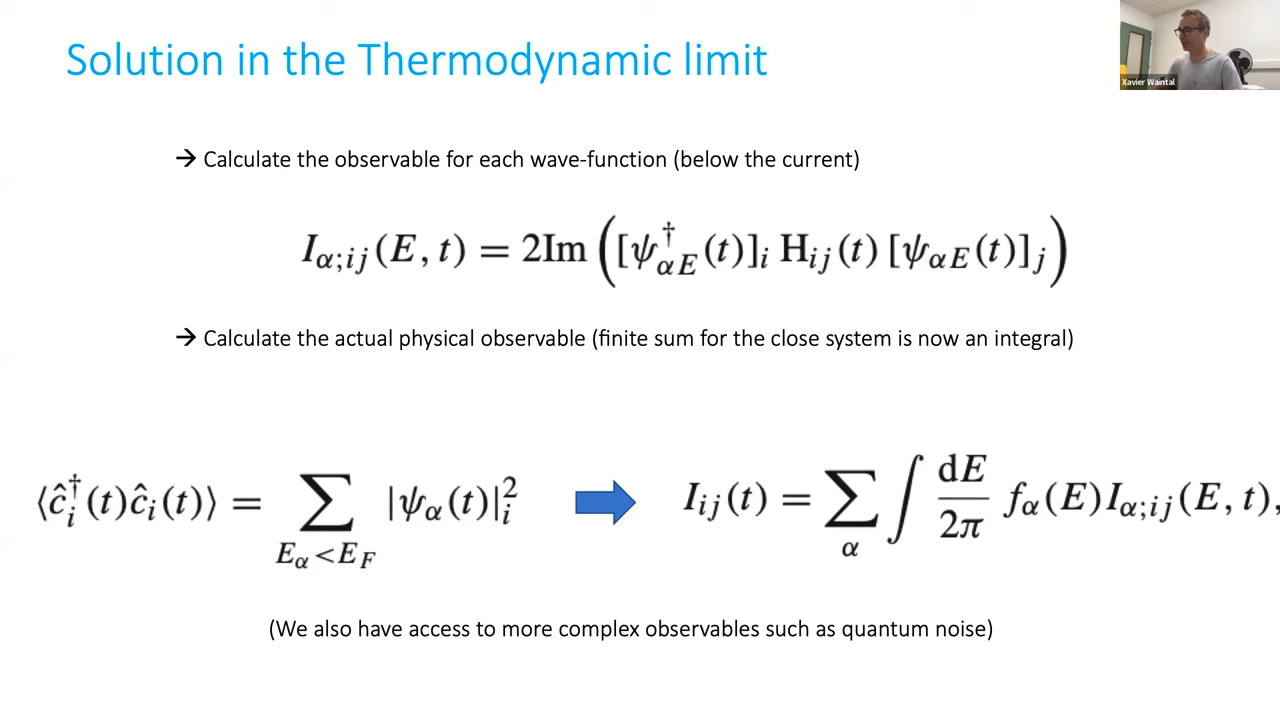 Solution in the Thermodynamic limit
Xavier Waintal
→ Calculate the observable for each wave-function (below the current)
I_{α;ij}(E, t) = 2Im ([ψ†_{αE}(t)]_i H_{ij}(t) [ψ_{αE}(t)]_j)
→ Calculate the actual physical observable (finite sum for the close system is now an integral)
⟨ĉ†_i(t)ĉ_i(t)⟩ = ∑_{E_α<E_F} |ψ_α(t)|²_i
I_{ij}(t) = ∑_α ∫ dE/2π f_α(E)I_{α;ij}(E, t),
(We also have access to more complex observables such as quantum noise)